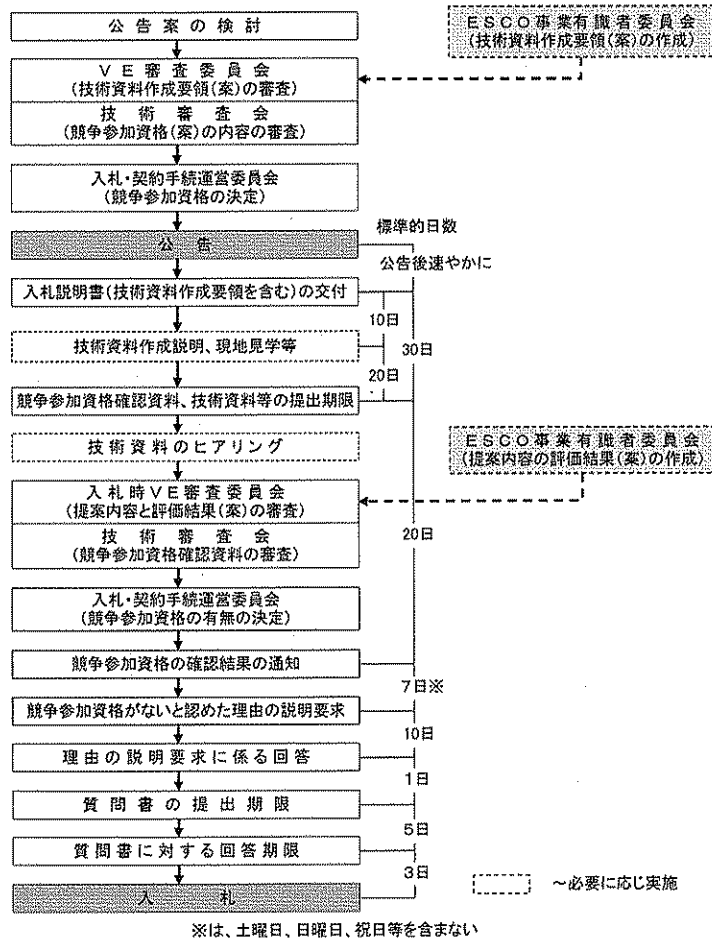 公告案の検討
ESCO事業有識者委員会
(技術資料作成要領(案)の作成)
VE審査委員会
(技術資料作成要領(案)の審査)
技術審査会
(競争参加資格(案)の内容の審査)
入札・契約手続運営委員会
(競争参加資格の決定)
標準的日数
公告
公告後速やかに
入札説明書(技術資料作成要領を含む)の交付
10日
技術資料作成説明、現地見学等
30日
20日
競争参加資格確認資料、技術資料等の提出期限
技術資料のヒアリング
ESCO事業有識者委員会
(提案内容の評価結果(案)の作成)
入札時VE審査委員会
(提案内容と評価結果(案)の審査)
技術審査会
(競争参加資格確認資料の審査)
20日
入札・契約手続運営委員会
(競争参加資格の有無の決定)
競争参加資格の確認結果の通知
7日※
競争参加資格がないと認めた理由の説明要求
10日
理由の説明要求に係る回答
1日
質問書の提出期限
5日
質問書に対する回答期限
3日
入札
~必要に応じ実施
※は、土曜日、日曜日、祝日等を含まない